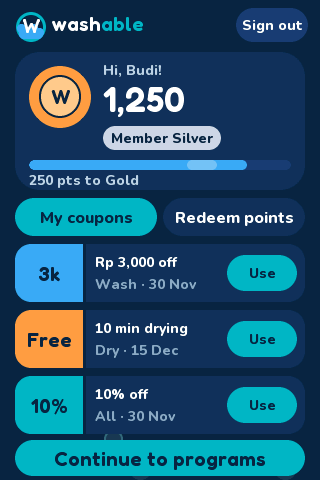 W washable
Sign out
Hi, Budi!
W
1,250
Member Silver
250 pts to Gold
My coupons
Redeem points
3k
Rp 3,000 off
Wash · 30 Nov
Use
Free
10 min drying
Dry · 15 Dec
Use
10%
10% off
All · 30 Nov
Use
Continue to programs